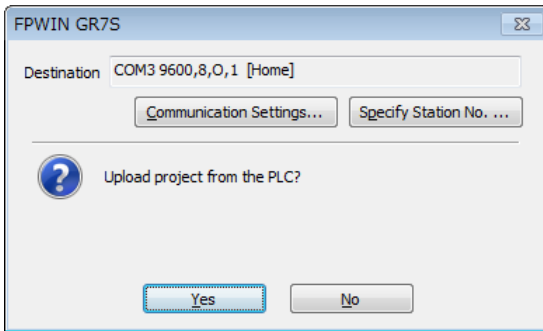 FPWIN GR7S
Destination COM3 9600,8,O,1 [Home]
Communication Settings... Specify Station No. ...
Upload project from the PLC?
Yes No